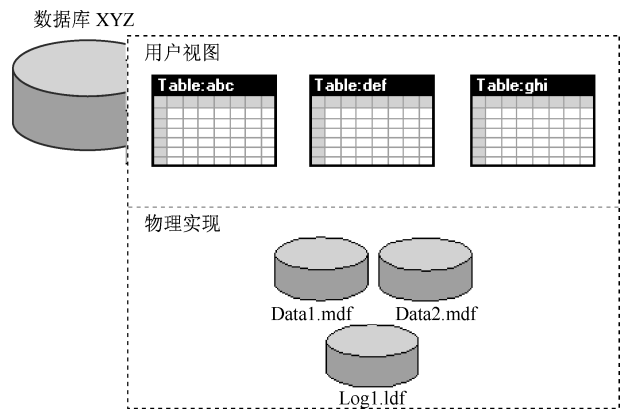 数据库 XYZ
用户视图
Table:abc
Table:def
Table:ghi
物理实现
Data1.mdf
Data2.mdf
Log1.ldf